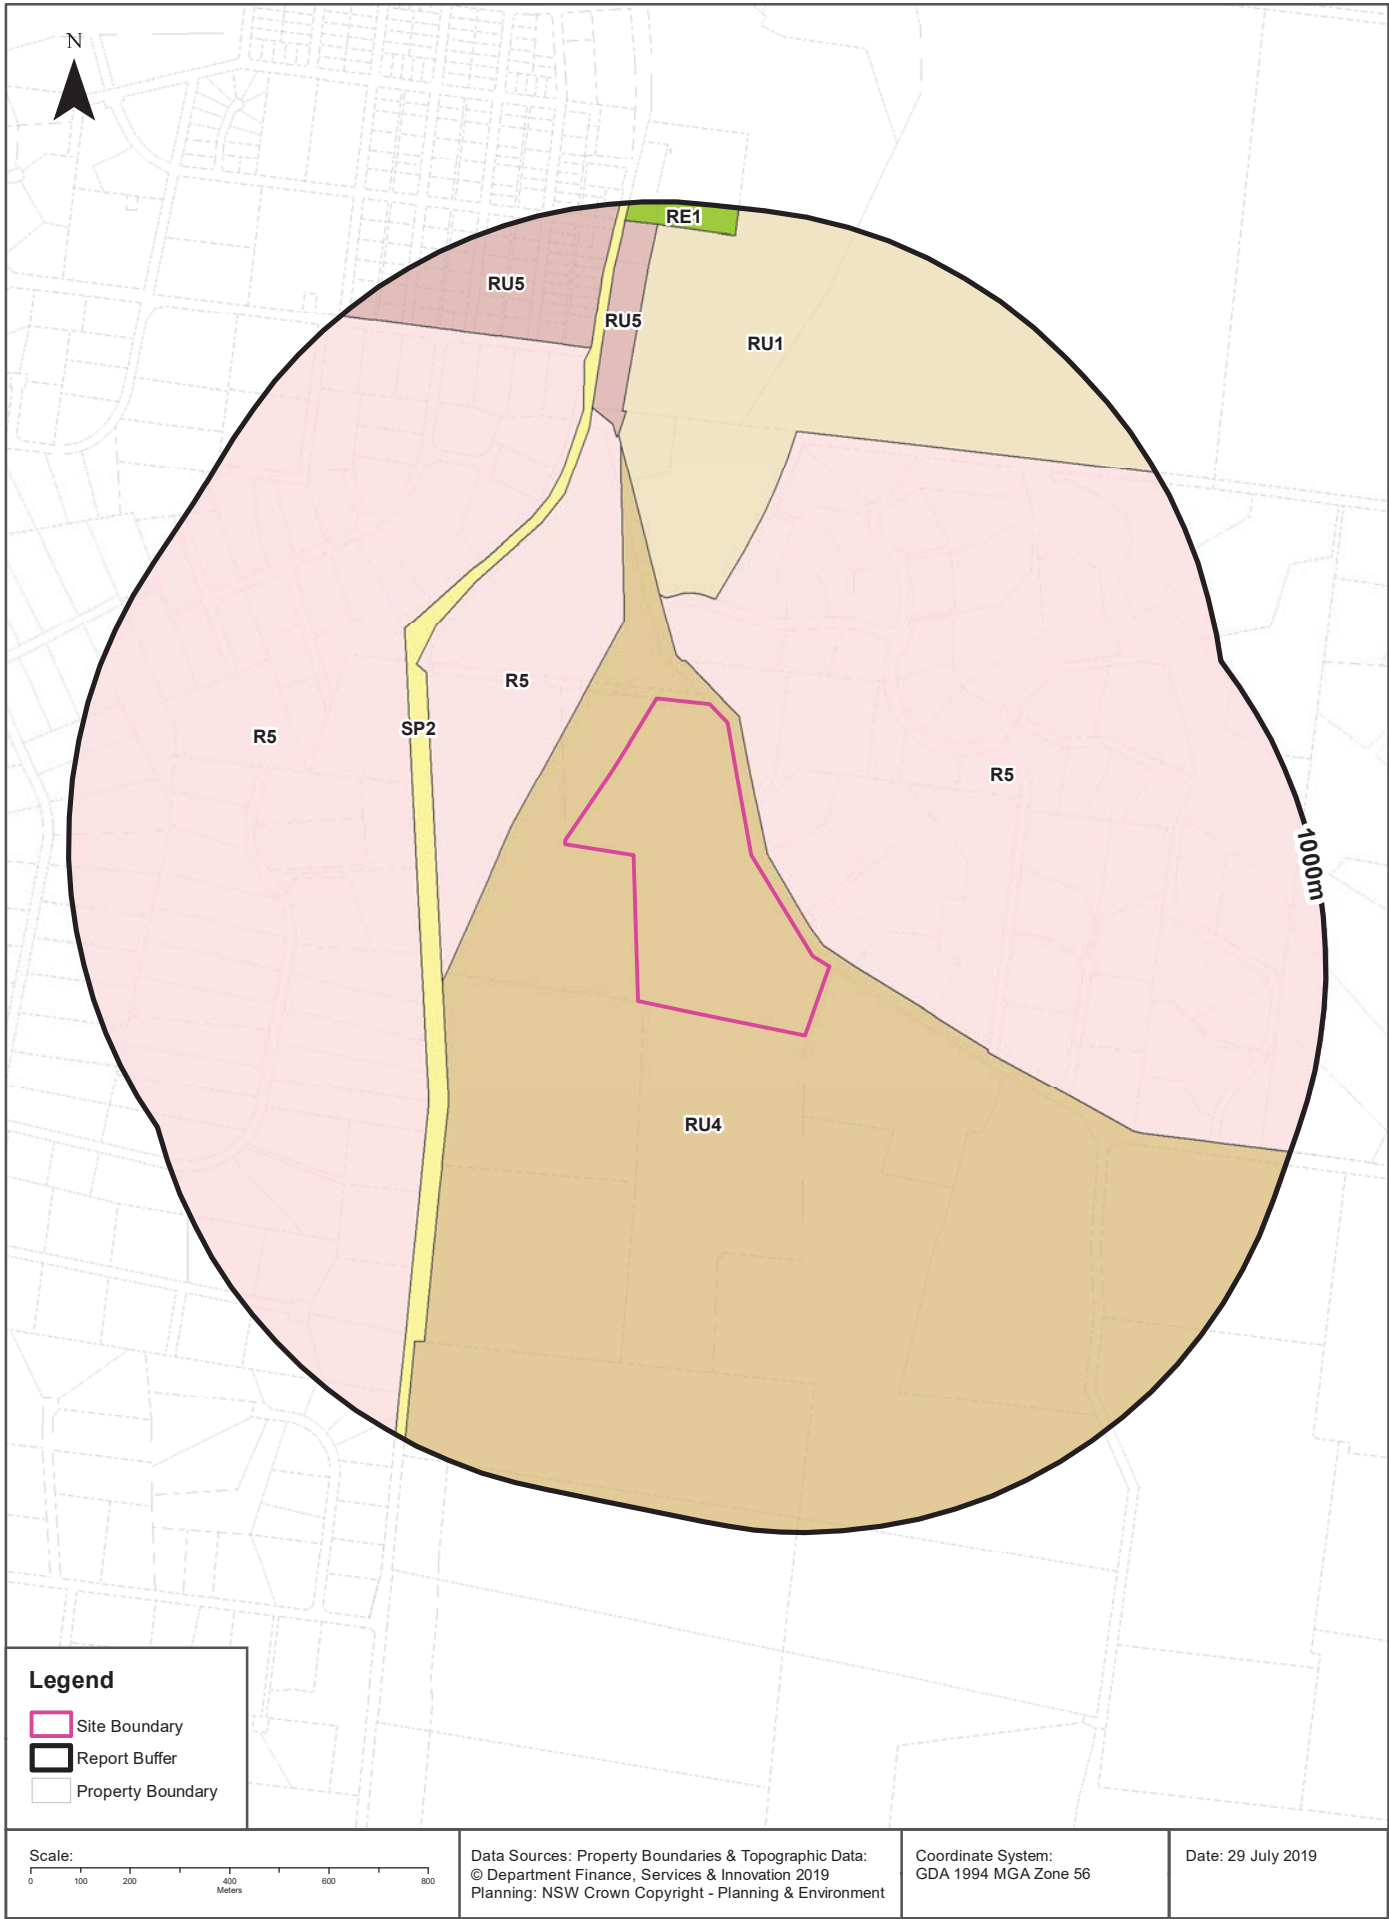 N
RE1
RU5
RU5
RU1
R5
R5
SP2
R5
1000m
RU4
Legend
Site Boundary
Report Buffer
Property Boundary
Scale:
0 100 200 400 600 800
Meters
Data Sources: Property Boundaries & Topographic Data:
© Department Finance, Services & Innovation 2019
Planning: NSW Crown Copyright - Planning & Environment
Coordinate System:
GDA 1994 MGA Zone 56
Date: 29 July 2019